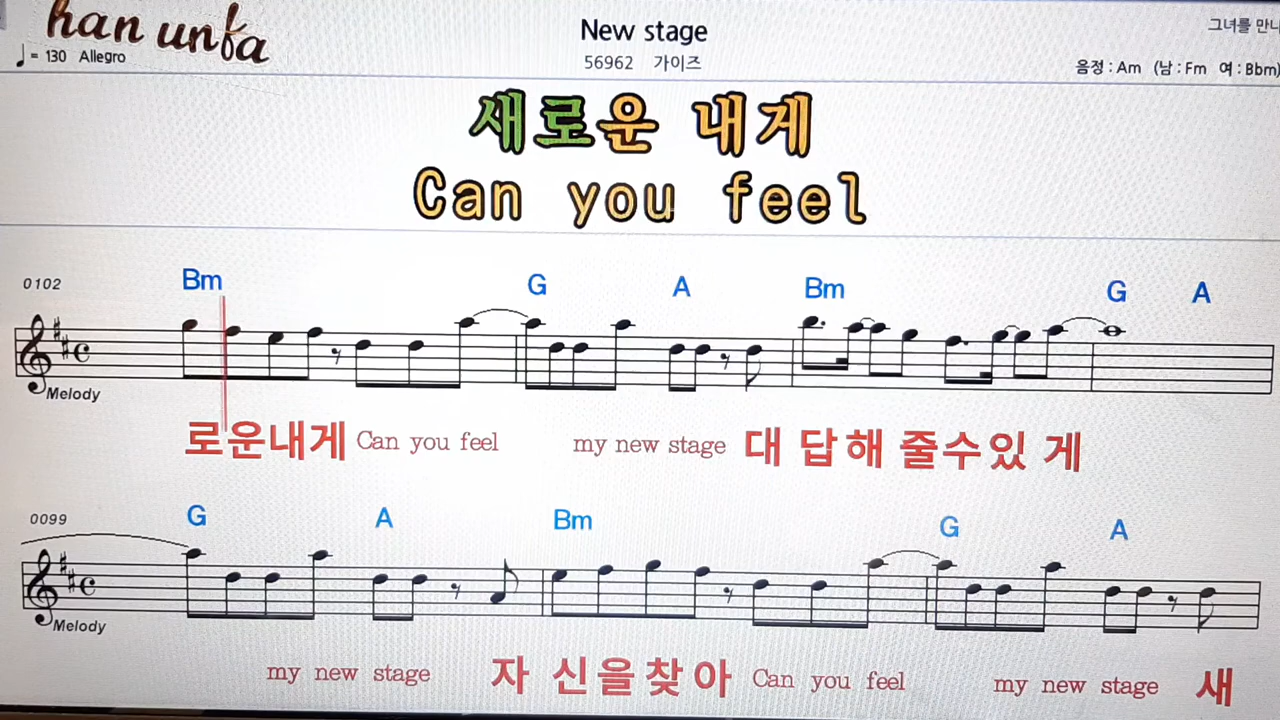 han unfa
New stage
그녀를 만나
♩= 130 Allegro
56962 가이즈
음정 : Am (남 : Fm 여 : Bbm)
새로운 내게
Can you feel
0102
Bm G A Bm G A
Melody
로운내게 Can you feel my new stage 대 답해 줄수있 게
0099
G A Bm G A
Melody
my new stage 자 신을찾아 Can you feel my new stage 새